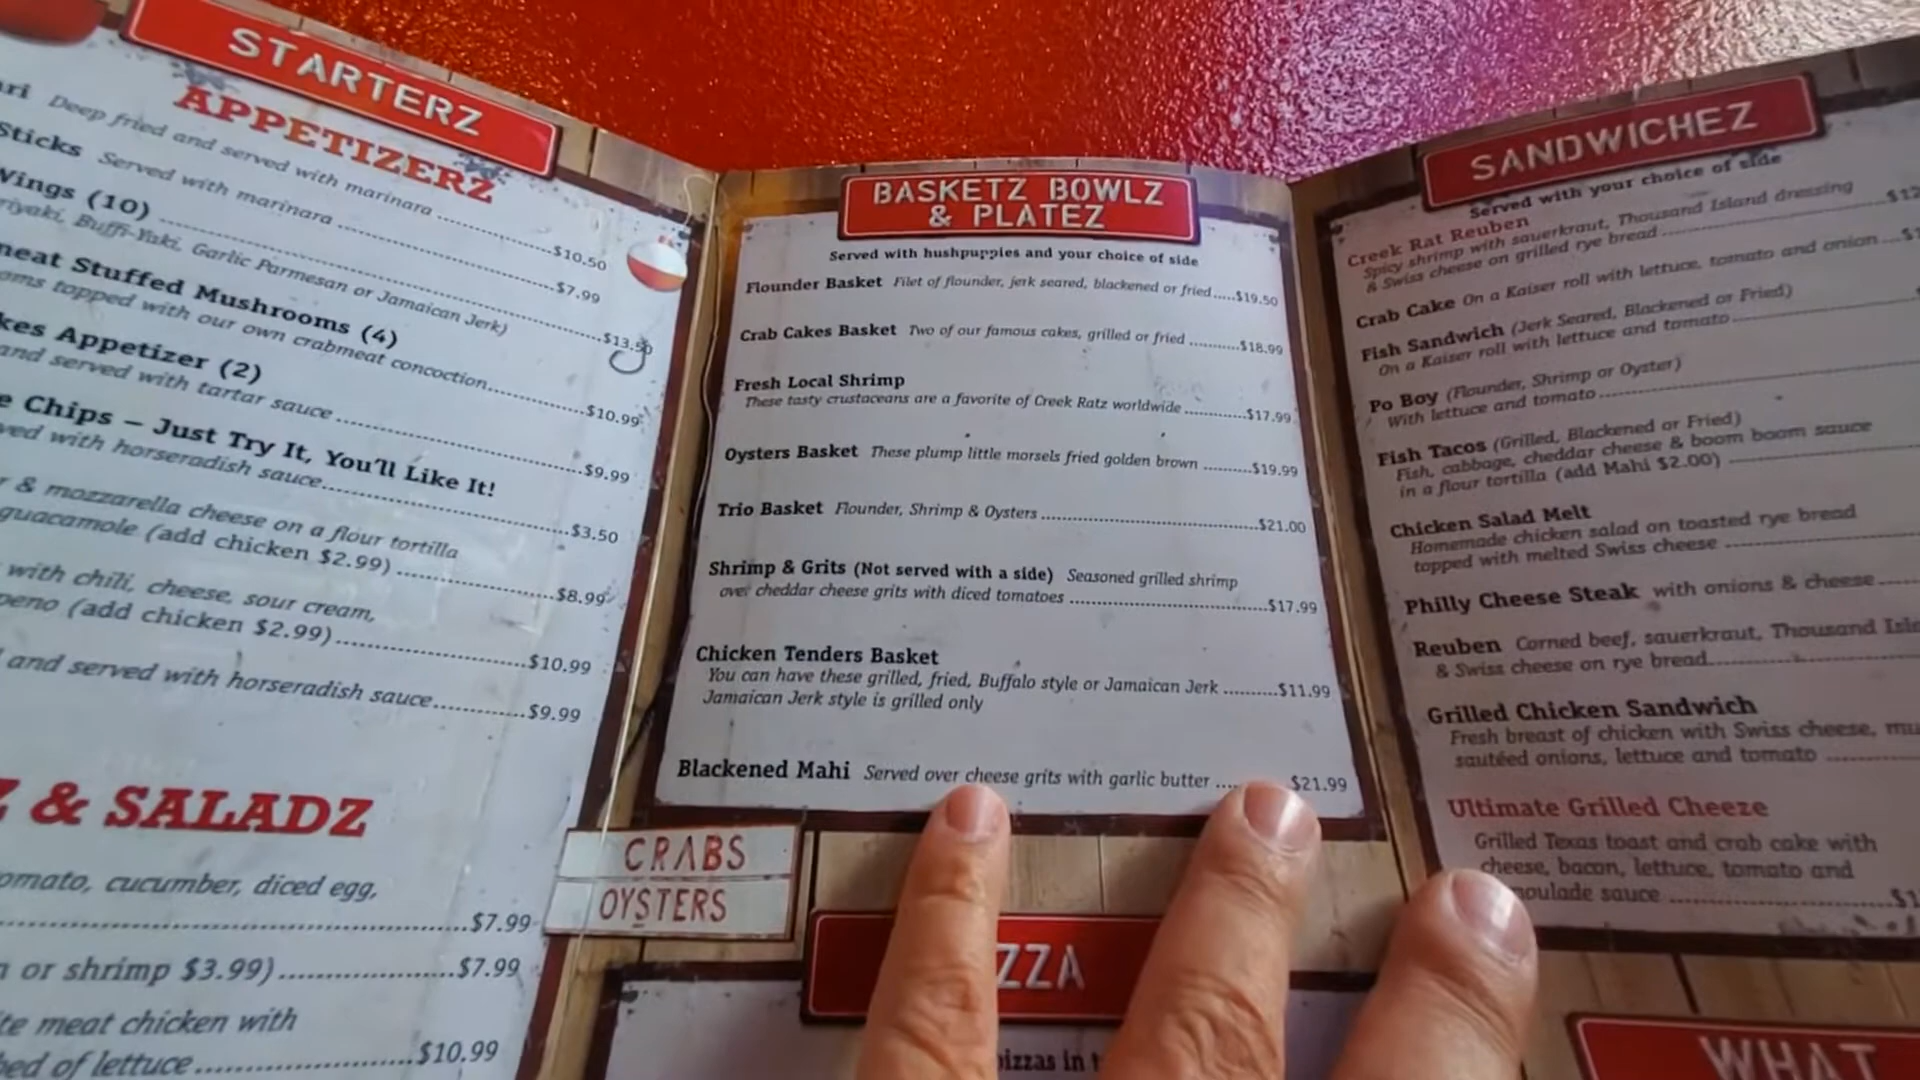 STARTERZ
APPETIZERZ
Deep fried and served with marinara ..........$10.50
Sticks Served with marinara ..........$7.99
Wings (10) ..........$13.50
Buffi-Yaki, Garlic Parmesan or Jamaican Jerk)
meat Stuffed Mushrooms (4)
topped with our own crabmeat concoction..........$10.99
kes Appetizer (2)
and served with tartar sauce ..........$9.99
e Chips – Just Try It, You'll Like It!
ved with horseradish sauce..........$3.50
r & mozzarella cheese on a flour tortilla
guacamole (add chicken $2.99) ..........$8.99
with chili, cheese, sour cream,
peno (add chicken $2.99)..........$10.99
and served with horseradish sauce..........$9.99
Z & SALADZ
omato, cucumber, diced egg,
..........$7.99
or shrimp $3.99)..........$7.99
te meat chicken with
bed of lettuce..........$10.99
CRABS
OYSTERS
BASKETZ BOWLZ
& PLATEZ
Served with hushpuppies and your choice of side
Flounder Basket Filet of flounder, jerk seared, blackened or fried.....$19.50
Crab Cakes Basket Two of our famous cakes, grilled or fried ..........$18.99
Fresh Local Shrimp
These tasty crustaceans are a favorite of Creek Ratz worldwide ..........$17.99
Oysters Basket These plump little morsels fried golden brown ..........$19.99
Trio Basket Flounder, Shrimp & Oysters ..........$21.00
Shrimp & Grits (Not served with a side) Seasoned grilled shrimp
over cheddar cheese grits with diced tomatoes ..........$17.99
Chicken Tenders Basket
You can have these grilled, fried, Buffalo style or Jamaican Jerk ..........$11.99
Jamaican Jerk style is grilled only
Blackened Mahi Served over cheese grits with garlic butter .... $21.99
ZZA
pizzas in
SANDWICHEZ
Served with your choice of side
Creek Rat Reuben
Spicy shrimp with sauerkraut, Thousand Island dressing
& Swiss cheese on grilled rye bread ..........$12
Crab Cake On a Kaiser roll with lettuce, tomato and onion ....$1
Fish Sandwich (Jerk Seared, Blackened or Fried)
On a Kaiser roll with lettuce and tomato ..........
Po Boy (Flounder, Shrimp or Oyster)
With lettuce and tomato ..........
Fish Tacos (Grilled, Blackened or Fried)
Fish, cabbage, cheddar cheese & boom boom sauce
in a flour tortilla (add Mahi $2.00) ..........
Chicken Salad Melt
Homemade chicken salad on toasted rye bread
topped with melted Swiss cheese ..........
Philly Cheese Steak with onions & cheese.....
Reuben Corned beef, sauerkraut, Thousand Isla
& Swiss cheese on rye bread..........
Grilled Chicken Sandwich
Fresh breast of chicken with Swiss cheese, mu
sautéed onions, lettuce and tomato ..........
Ultimate Grilled Cheeze
Grilled Texas toast and crab cake with
cheese, bacon, lettuce, tomato and
moulade sauce ..........$1
WHAT